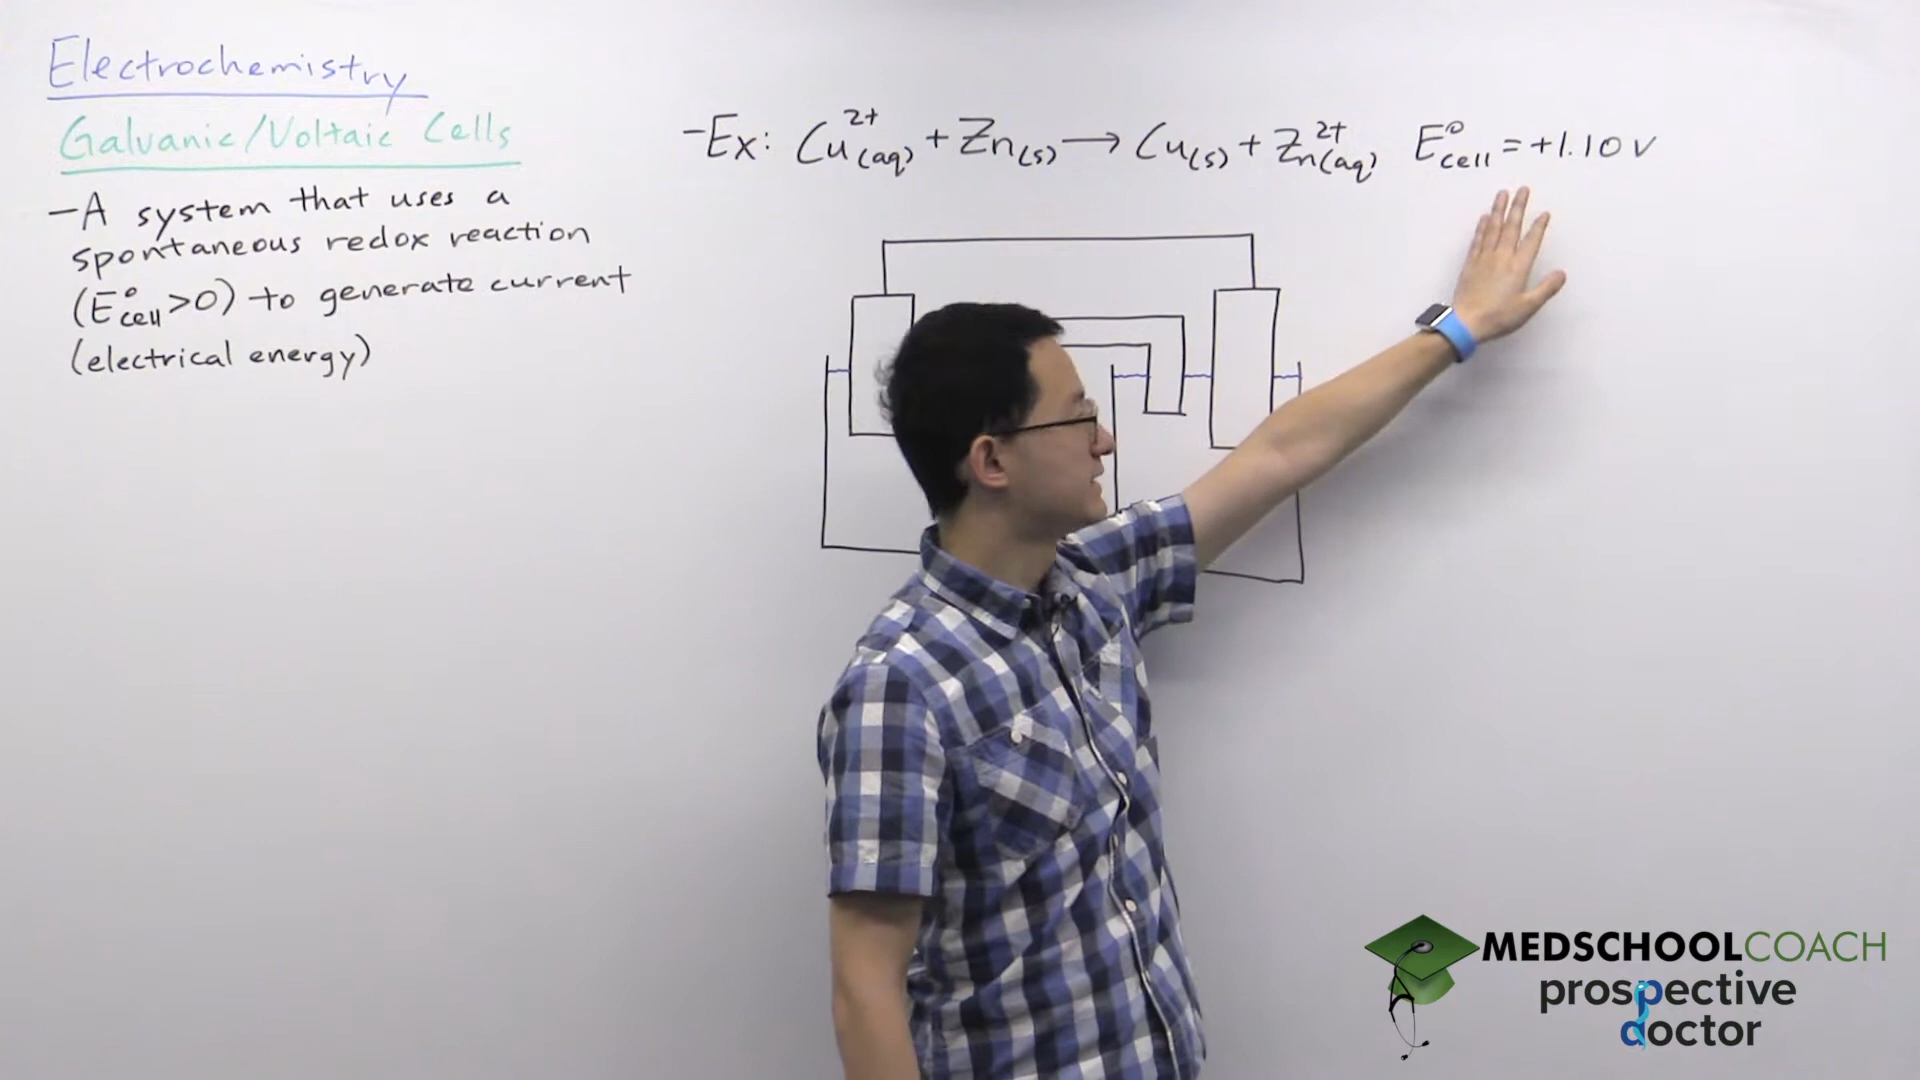 Electrochemistry
Galvanic/Voltaic Cells
-A system that uses a
spontaneous redox reaction
(E°cell>0) to generate current
(electrical energy)
-Ex: Cu²⁺(aq) + Zn(s) → Cu(s) + Zn²⁺(aq) E°cell = +1.10 V
MEDSCHOOLCOACH
prospective
doctor